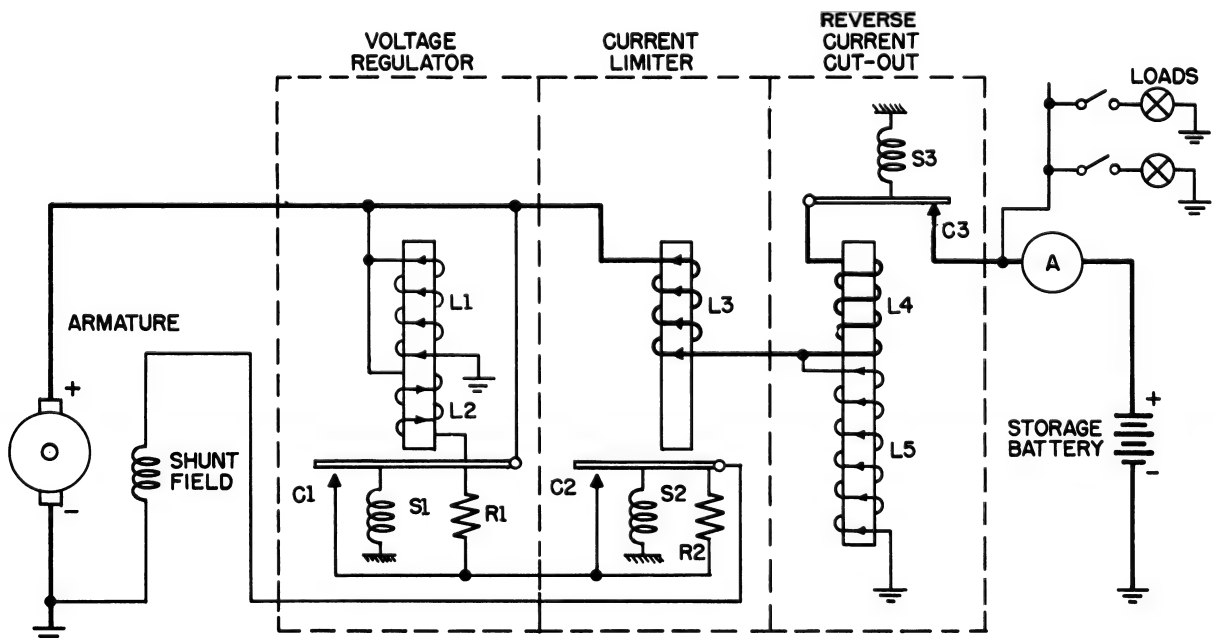 VOLTAGE
REGULATOR
CURRENT
LIMITER
REVERSE
CURRENT
CUT-OUT
LOADS
S3
C3
A
L1
L3
L4
ARMATURE
+
L2
+
STORAGE
BATTERY
-
L5
SHUNT
FIELD
-
C1
S1
R1
C2
S2
R2